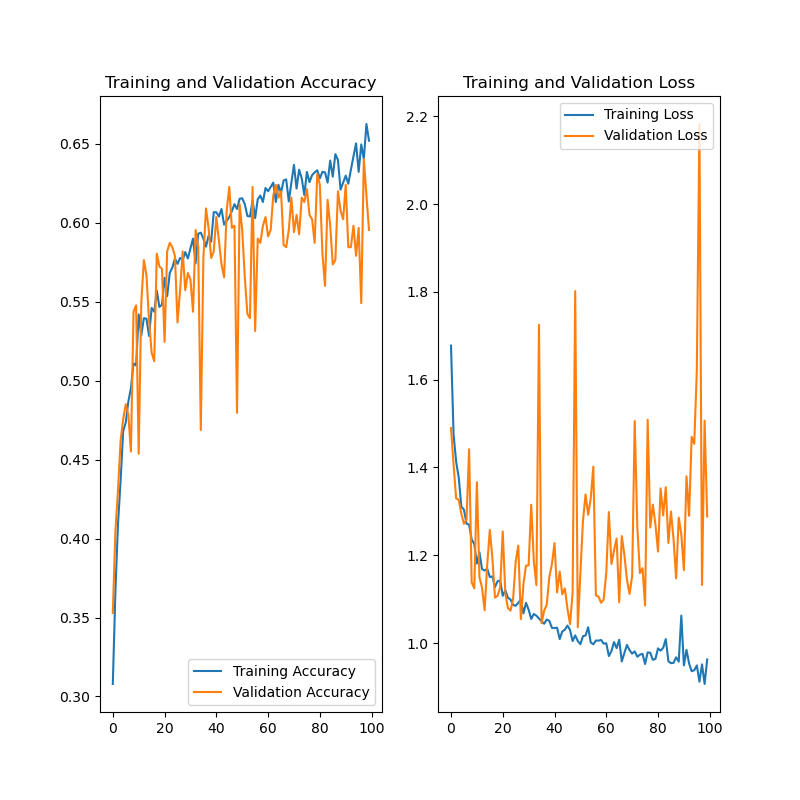 Training and Validation Accuracy
0.65
0.60
0.55
0.50
0.45
0.40
0.35
0.30
0 20 40 60 80 100
Training Accuracy
Validation Accuracy
Training and Validation Loss
2.2
2.0
1.8
1.6
1.4
1.2
1.0
0 20 40 60 80 100
Training Loss
Validation Loss